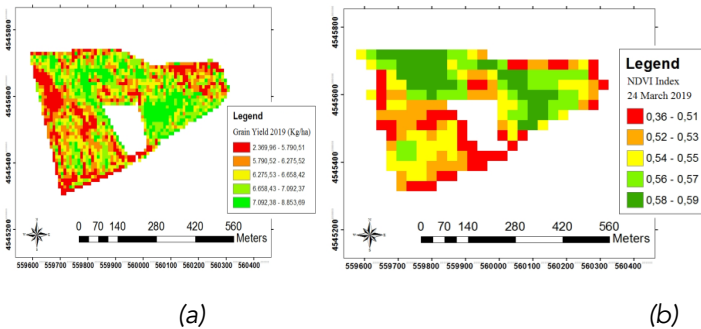 4545800
4545600
4545400
4545200
Legend
Grain Yield 2019 (Kg/ha)
2.369,96 - 5.790,51
5.790,52 - 6.275,52
6.275,53 - 6.658,42
6.658,43 - 7.092,37
7.092,38 - 8.853,69
0 70 140 280 420 560
Meters
559600 559700 559800 559900 560000 560100 560200 560300 560400
(a)
4545800
4545600
4545400
4545200
Legend
NDVI Index
24 March 2019
0,36 - 0,51
0,52 - 0,53
0,54 - 0,55
0,56 - 0,57
0,58 - 0,59
0 70 140 280 420 560
Meters
559600 559700 559800 559900 560000 560100 560200 560300 560400
(b)